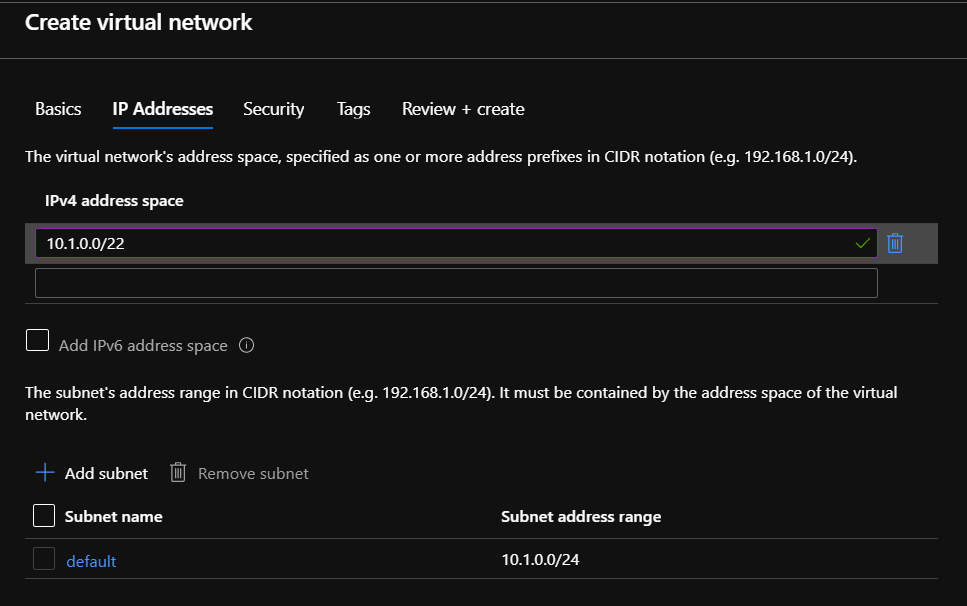 Create virtual network
Basics IP Addresses Security Tags Review + create
The virtual network's address space, specified as one or more address prefixes in CIDR notation (e.g. 192.168.1.0/24).
IPv4 address space
10.1.0.0/22
Add IPv6 address space
The subnet's address range in CIDR notation (e.g. 192.168.1.0/24). It must be contained by the address space of the virtual
network.
Add subnet Remove subnet
Subnet name Subnet address range
default 10.1.0.0/24